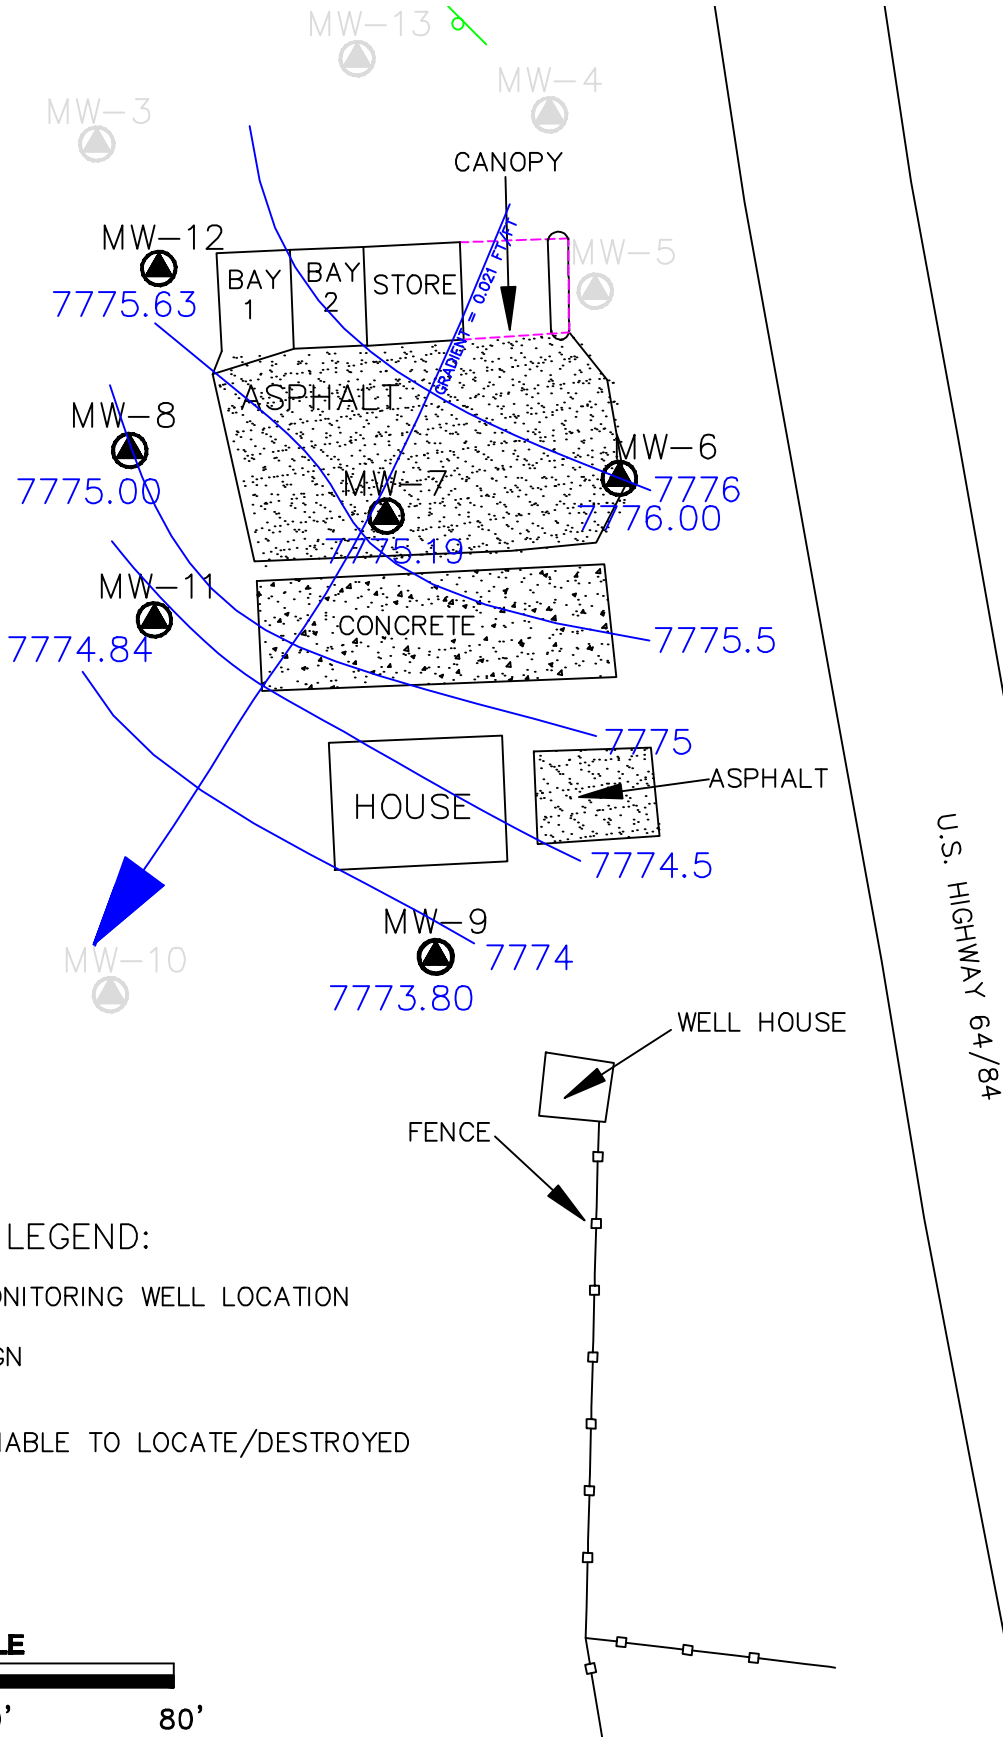 MW-13
MW-4
MW-3
CANOPY
MW-12
MW-5
BAY
1
BAY
2
STORE
7775.63
GRADIENT = 0.021 FT/FT
ASPHALT
MW-8
MW-6
7775.00
MW-7
7776
7776.00
7775.19
MW-11
CONCRETE
7774.84
7775.5
7775
ASPHALT
HOUSE
7774.5
U.S. HIGHWAY 64/84
MW-9
MW-10
7774
7773.80
WELL HOUSE
FENCE
LEGEND:
ONITORING WELL LOCATION
GN
NABLE TO LOCATE/DESTROYED
LE
0'
80'